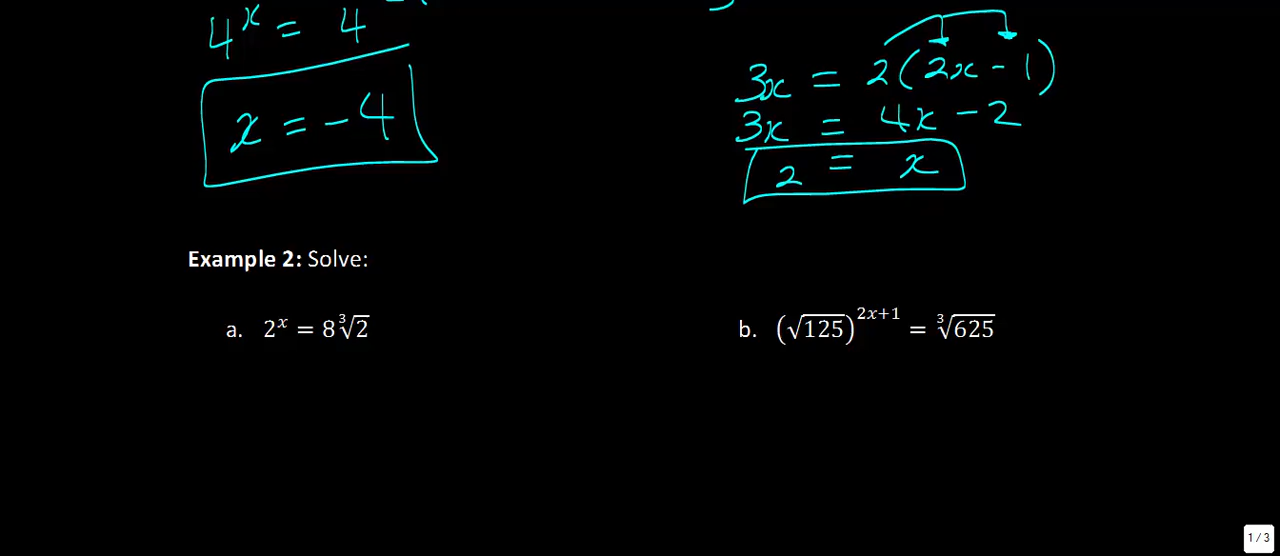 4^x = 4
x = -4
3x = 2(2x - 1)
3x = 4x - 2
2 = x
Example 2: Solve:
a. 2^x = 8∛2
b. (√125)^(2x+1) = ∛625
1 / 3